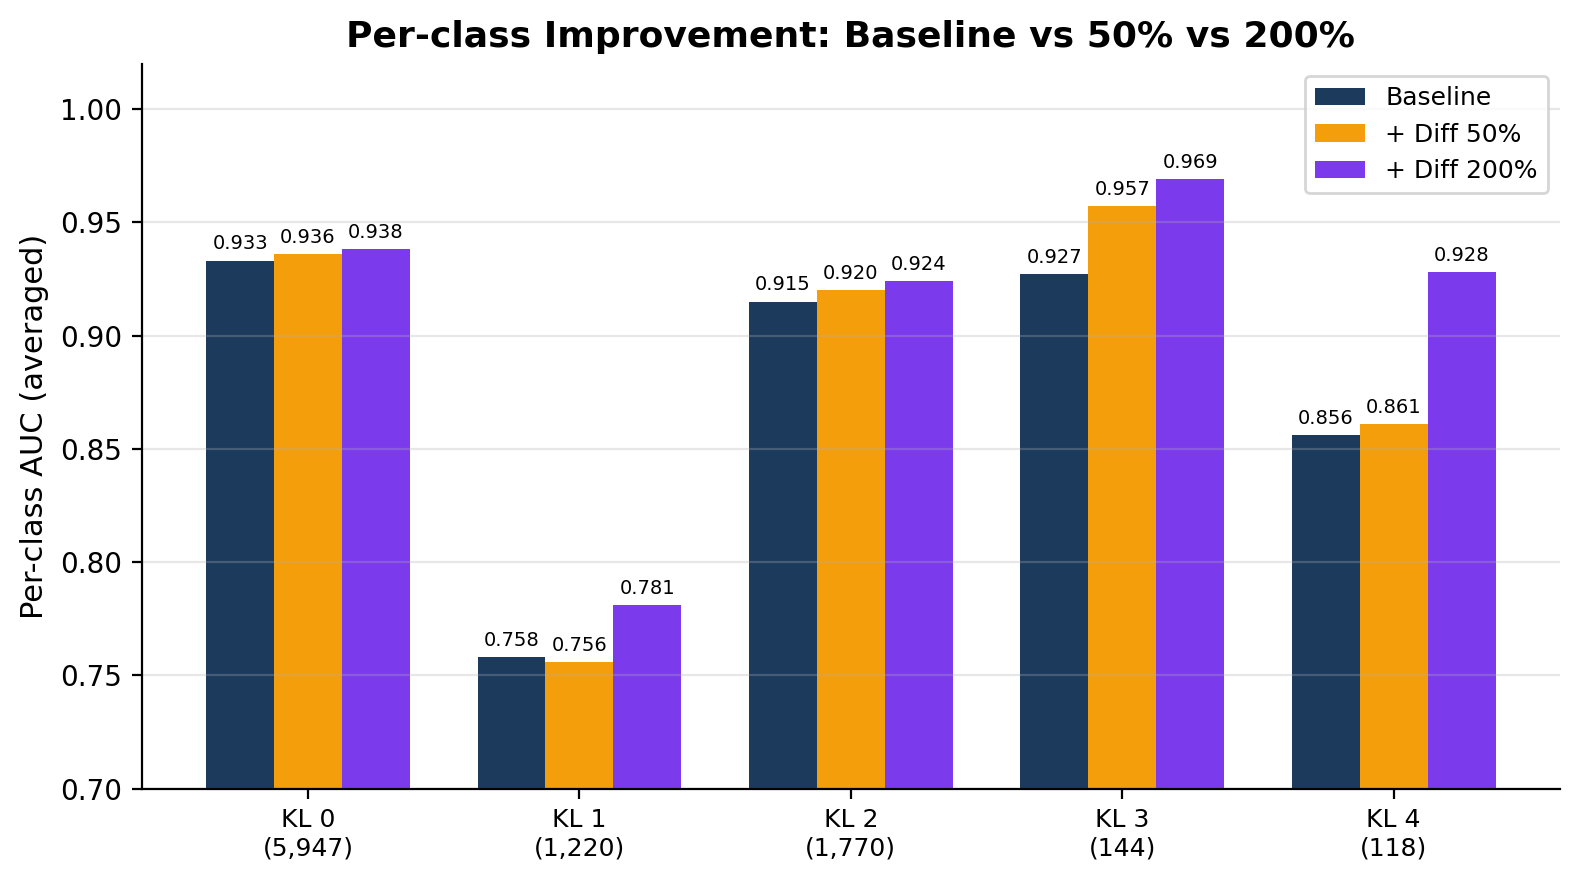 Per-class Improvement: Baseline vs 50% vs 200%
Baseline
+ Diff 50%
+ Diff 200%
Per-class AUC (averaged)
1.00
0.95
0.90
0.85
0.80
0.75
0.70
0.933 0.936 0.938
0.758 0.756 0.781
0.915 0.920 0.924
0.927 0.957 0.969
0.856 0.861 0.928
KL 0
(5,947)
KL 1
(1,220)
KL 2
(1,770)
KL 3
(144)
KL 4
(118)